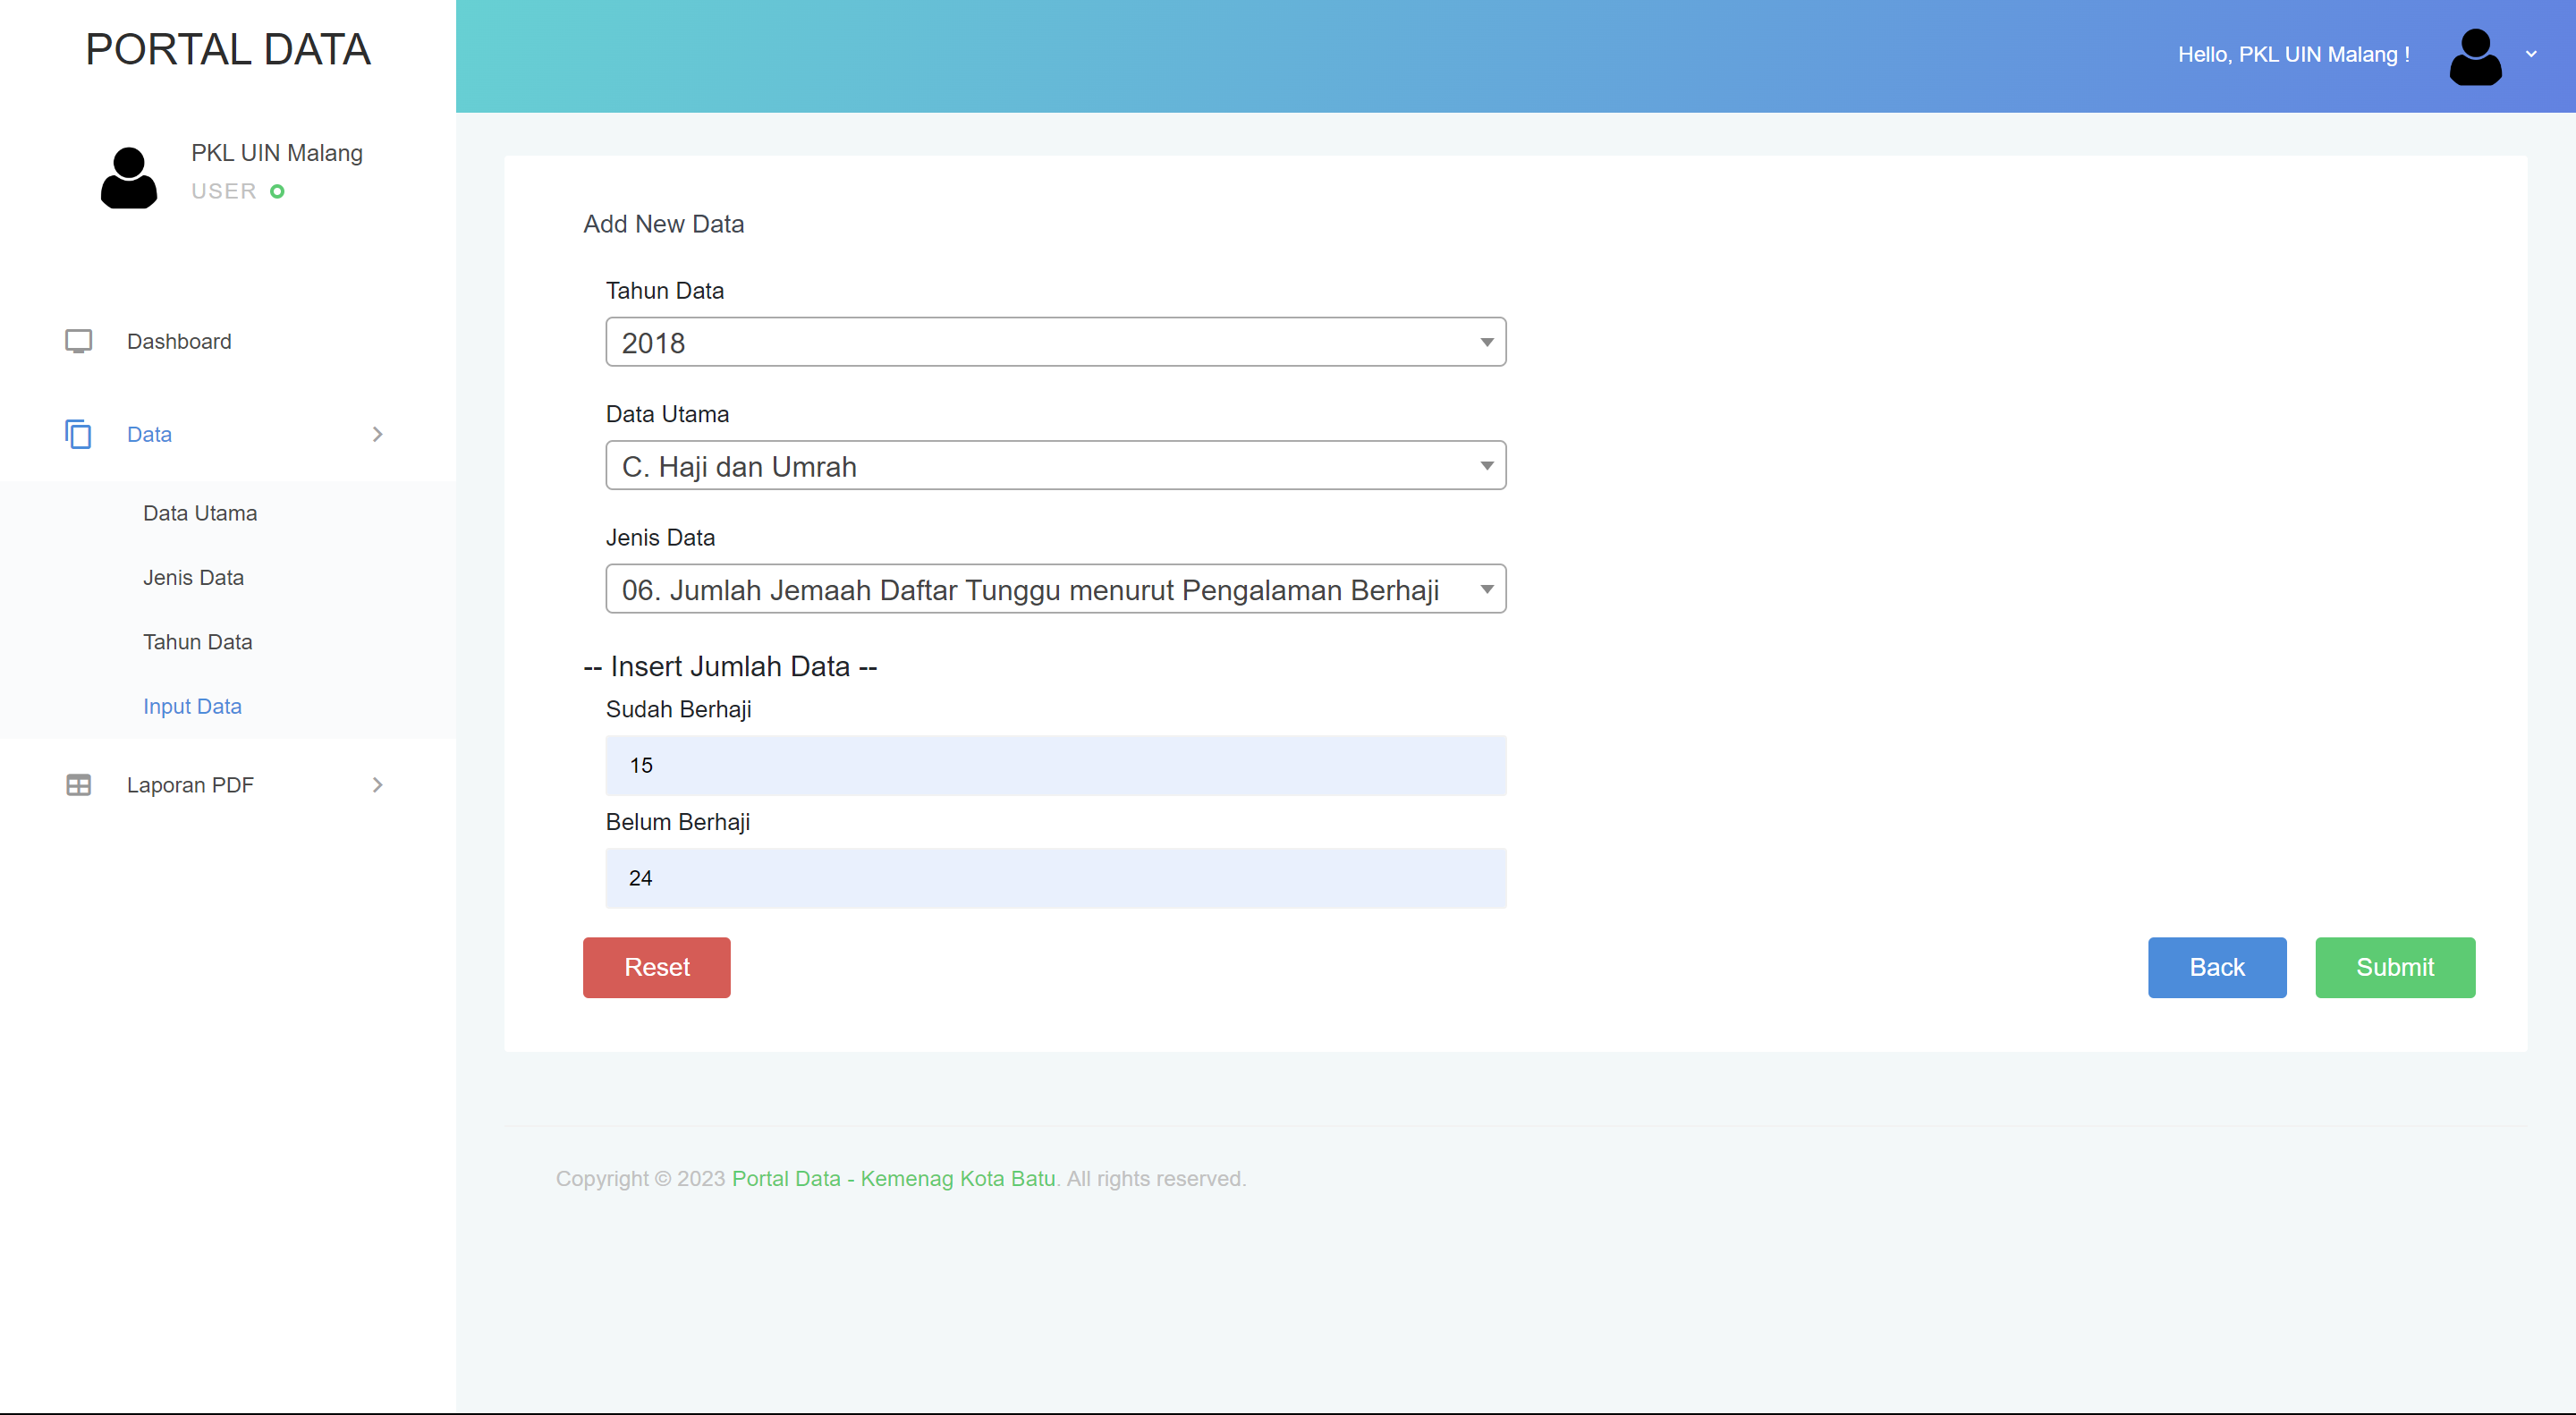 PORTAL DATA
Hello, PKL UIN Malang !
PKL UIN Malang
USER
Dashboard
Data
Data Utama
Jenis Data
Tahun Data
Input Data
Laporan PDF
Add New Data
Tahun Data
2018
Data Utama
C. Haji dan Umrah
Jenis Data
06. Jumlah Jemaah Daftar Tunggu menurut Pengalaman Berhaji
-- Insert Jumlah Data --
Sudah Berhaji
15
Belum Berhaji
24
Reset
Back
Submit
Copyright © 2023 Portal Data - Kemenag Kota Batu. All rights reserved.